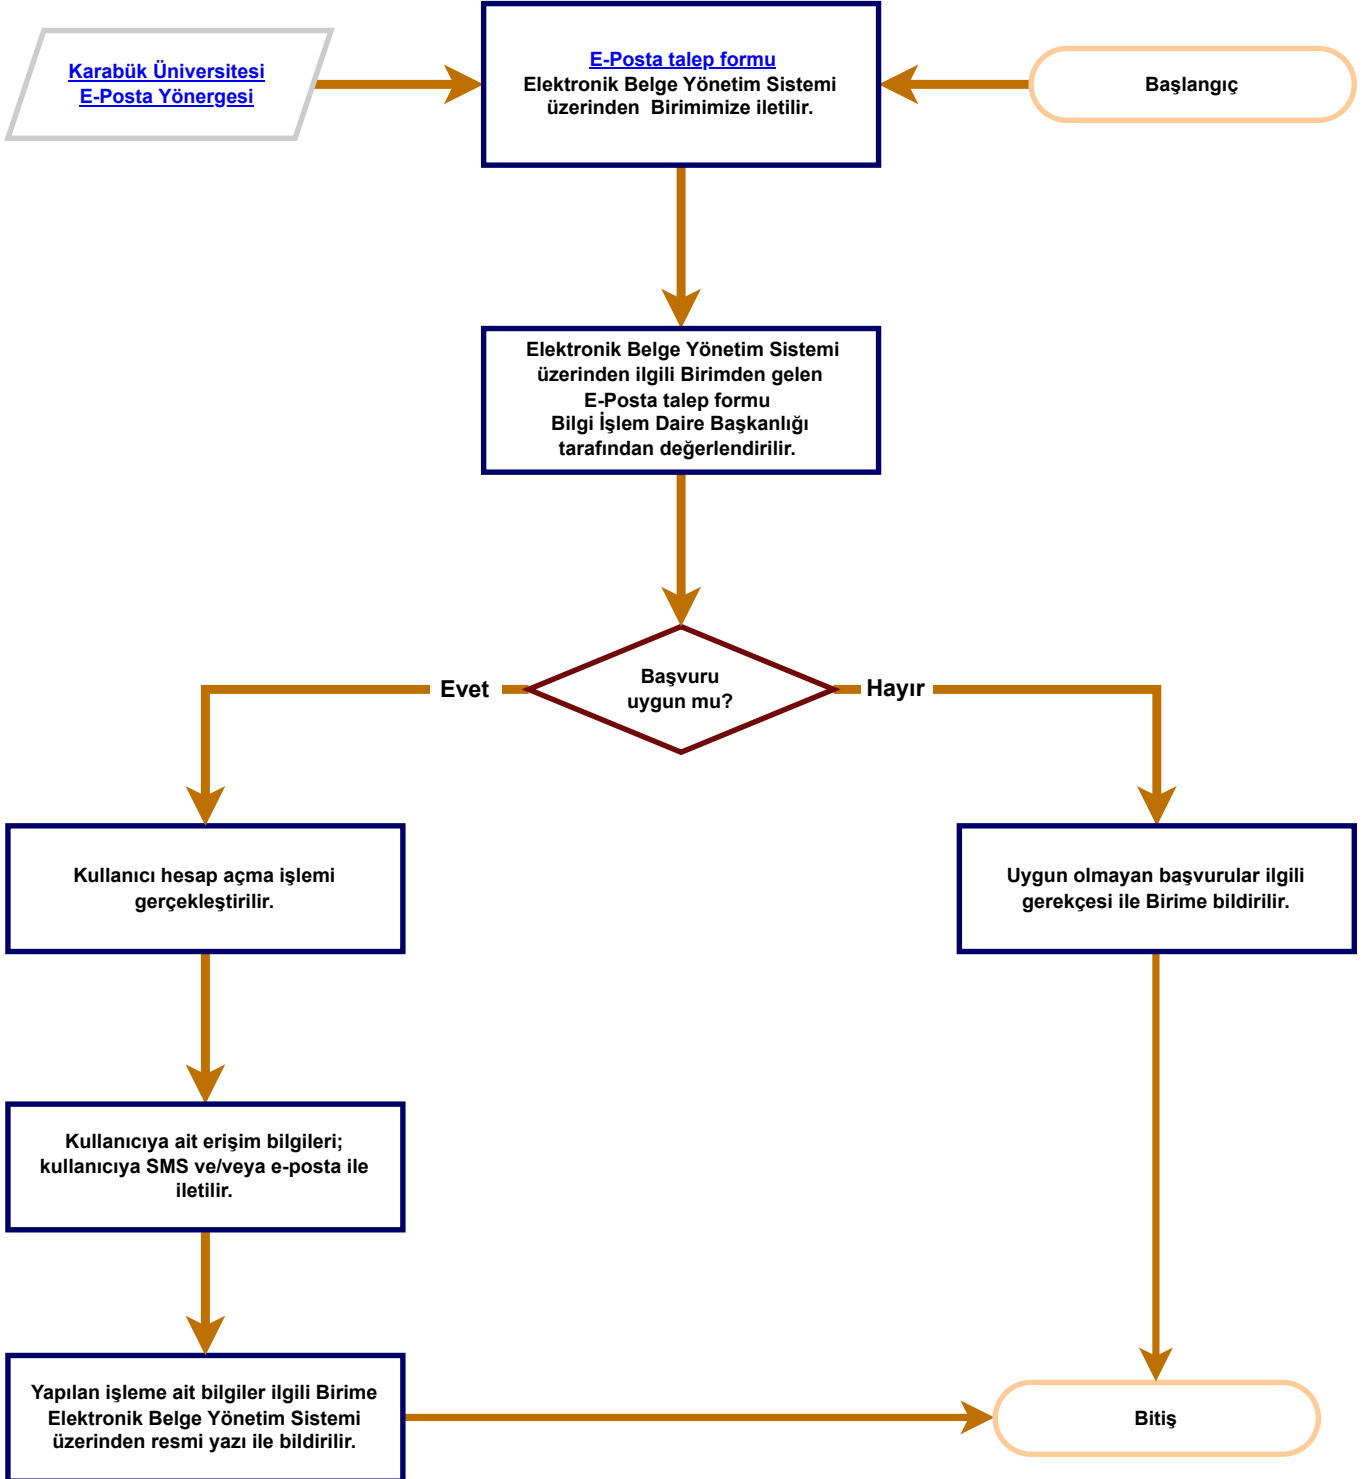 Karabük Üniversitesi
E-Posta Yönergesi
E-Posta talep formu
Elektronik Belge Yönetim Sistemi
üzerinden Birimimize iletilir.
Başlangıç
Elektronik Belge Yönetim Sistemi
üzerinden ilgili Birimden gelen
E-Posta talep formu
Bilgi İşlem Daire Başkanlığı
tarafından değerlendirilir.
Başvuru
uygun mu?
Evet
Hayır
Kullanıcı hesap açma işlemi
gerçekleştirilir.
Uygun olmayan başvurular ilgili
gerekçesi ile Birime bildirilir.
Kullanıcıya ait erişim bilgileri;
kullanıcıya SMS ve/veya e-posta ile
iletilir.
Yapılan işleme ait bilgiler ilgili Birime
Elektronik Belge Yönetim Sistemi
üzerinden resmi yazı ile bildirilir.
Bitiş